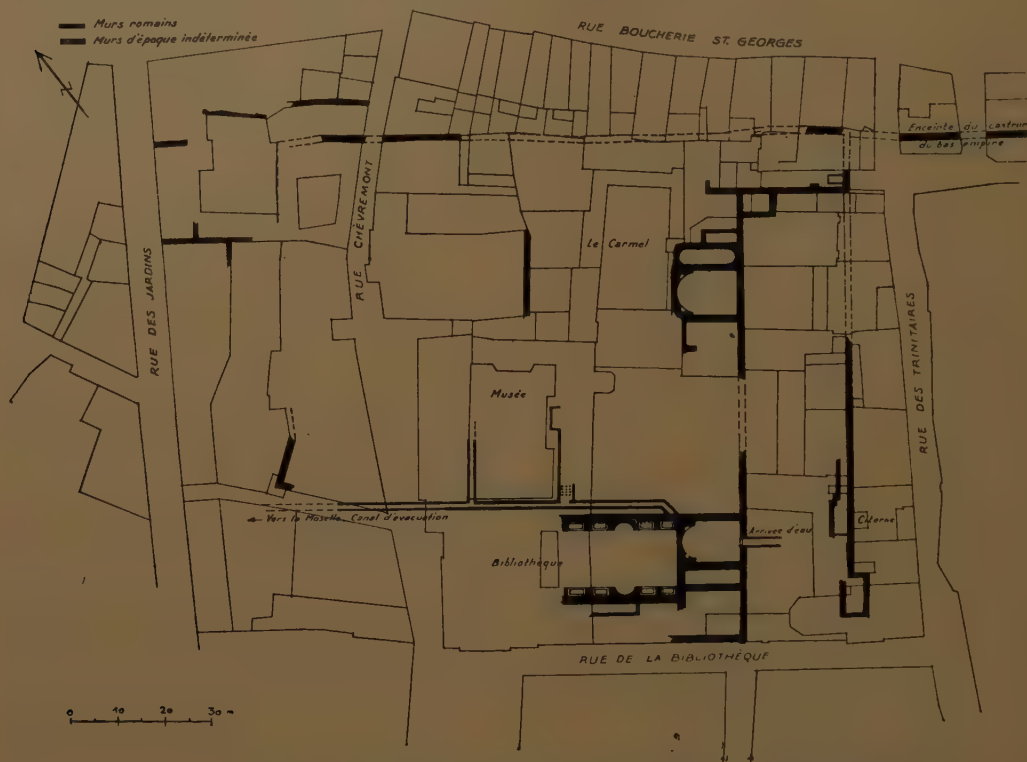 Murs romains
Murs d'époque indéterminée
RUE BOUCHERIE ST. GEORGES
Enceinte du castrum
du bas empire
RUE DES JARDINS
RUE CHÈVREMONT
Le Carmel
RUE DES TRINITAIRES
Musée
← Vers la Moselle. Canal d'évacuation
Arrivée d'eau
Citerne
Bibliothèque
RUE DE LA BIBLIOTHÈQUE
0 10 20 30 m